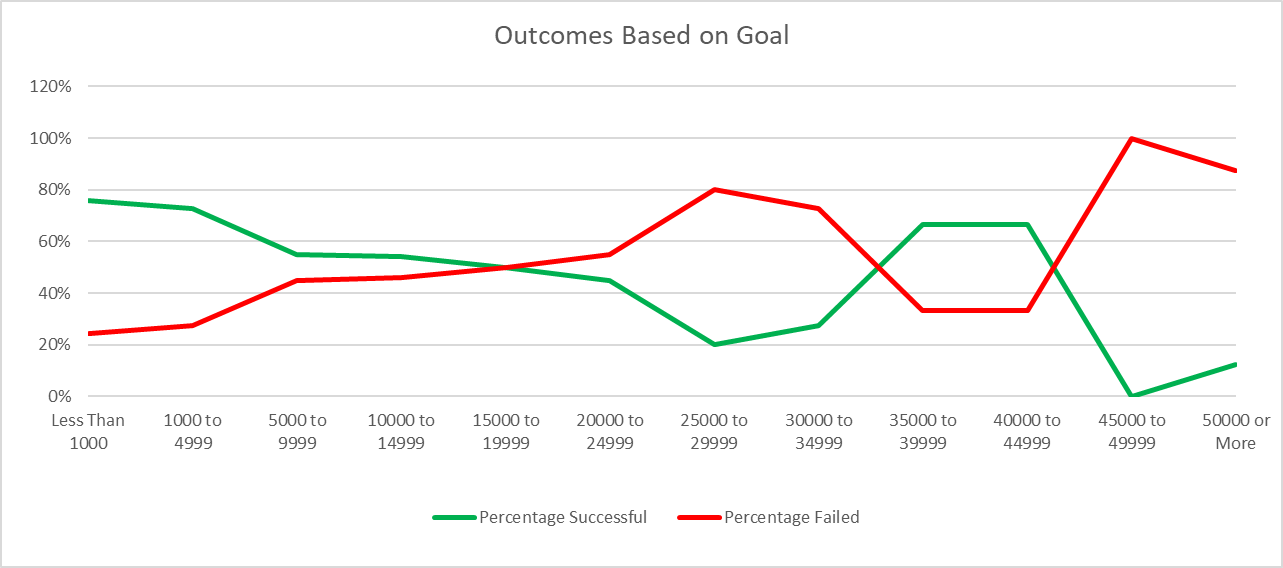 Outcomes Based on Goal
120%
100%
80%
60%
40%
20%
0%
Less Than 1000 to 5000 to 10000 to 15000 to 20000 to 25000 to 30000 to 35000 to 40000 to 45000 to 50000 or
1000 4999 9999 14999 19999 24999 29999 34999 39999 44999 49999 More
Percentage Successful Percentage Failed